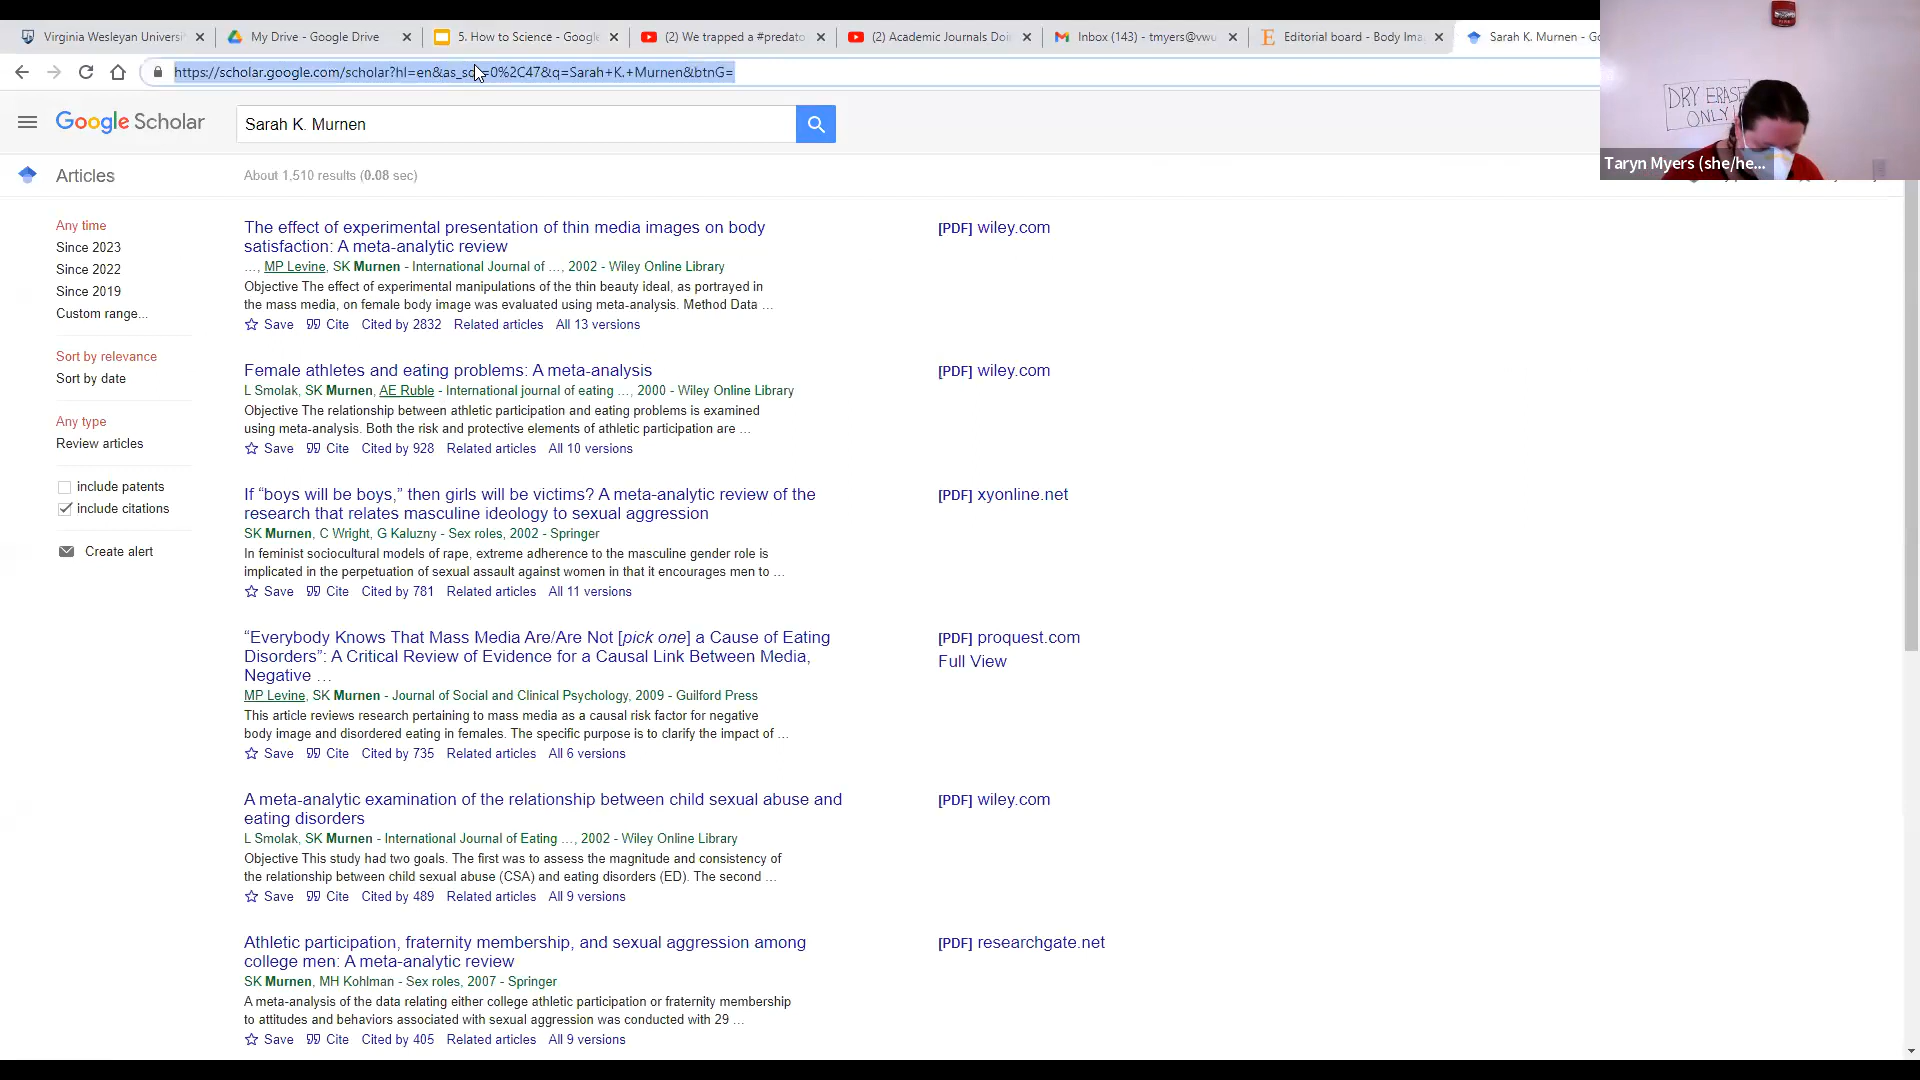 Virginia Wesleyan Universi
My Drive - Google Drive
5. How to Science - Google
(2) We trapped a #predato
(2) Academic Journals Doi
Inbox (143) - tmyers@vwu
Editorial board - Body Ima
Sarah K. Murnen - Go
https://scholar.google.com/scholar?hl=en&as_sdt=0%2C47&q=Sarah+K.+Murnen&btnG=
DRY ERASE
ONLY!
Taryn Myers (she/he...
Google Scholar
Sarah K. Murnen
Articles
About 1,510 results (0.08 sec)
Any time
Since 2023
Since 2022
Since 2019
Custom range...
Sort by relevance
Sort by date
Any type
Review articles
include patents
include citations
Create alert
The effect of experimental presentation of thin media images on body
satisfaction: A meta-analytic review
…, MP Levine, SK Murnen - International Journal of …, 2002 - Wiley Online Library
Objective The effect of experimental manipulations of the thin beauty ideal, as portrayed in
the mass media, on female body image was evaluated using meta-analysis. Method Data …
Save Cite Cited by 2832 Related articles All 13 versions
[PDF] wiley.com
Female athletes and eating problems: A meta-analysis
L Smolak, SK Murnen, AE Ruble - International journal of eating …, 2000 - Wiley Online Library
Objective The relationship between athletic participation and eating problems is examined
using meta-analysis. Both the risk and protective elements of athletic participation are …
Save Cite Cited by 928 Related articles All 10 versions
[PDF] wiley.com
If “boys will be boys,” then girls will be victims? A meta-analytic review of the
research that relates masculine ideology to sexual aggression
SK Murnen, C Wright, G Kaluzny - Sex roles, 2002 - Springer
In feminist sociocultural models of rape, extreme adherence to the masculine gender role is
implicated in the perpetuation of sexual assault against women in that it encourages men to …
Save Cite Cited by 781 Related articles All 11 versions
[PDF] xyonline.net
“Everybody Knows That Mass Media Are/Are Not [pick one] a Cause of Eating
Disorders”: A Critical Review of Evidence for a Causal Link Between Media,
Negative …
MP Levine, SK Murnen - Journal of Social and Clinical Psychology, 2009 - Guilford Press
This article reviews research pertaining to mass media as a causal risk factor for negative
body image and disordered eating in females. The specific purpose is to clarify the impact of …
Save Cite Cited by 735 Related articles All 6 versions
[PDF] proquest.com
Full View
A meta-analytic examination of the relationship between child sexual abuse and
eating disorders
L Smolak, SK Murnen - International Journal of Eating …, 2002 - Wiley Online Library
Objective This study had two goals. The first was to assess the magnitude and consistency of
the relationship between child sexual abuse (CSA) and eating disorders (ED). The second …
Save Cite Cited by 489 Related articles All 9 versions
[PDF] wiley.com
Athletic participation, fraternity membership, and sexual aggression among
college men: A meta-analytic review
SK Murnen, MH Kohlman - Sex roles, 2007 - Springer
A meta-analysis of the data relating either college athletic participation or fraternity membership
to attitudes and behaviors associated with sexual aggression was conducted with 29 …
Save Cite Cited by 405 Related articles All 9 versions
[PDF] researchgate.net